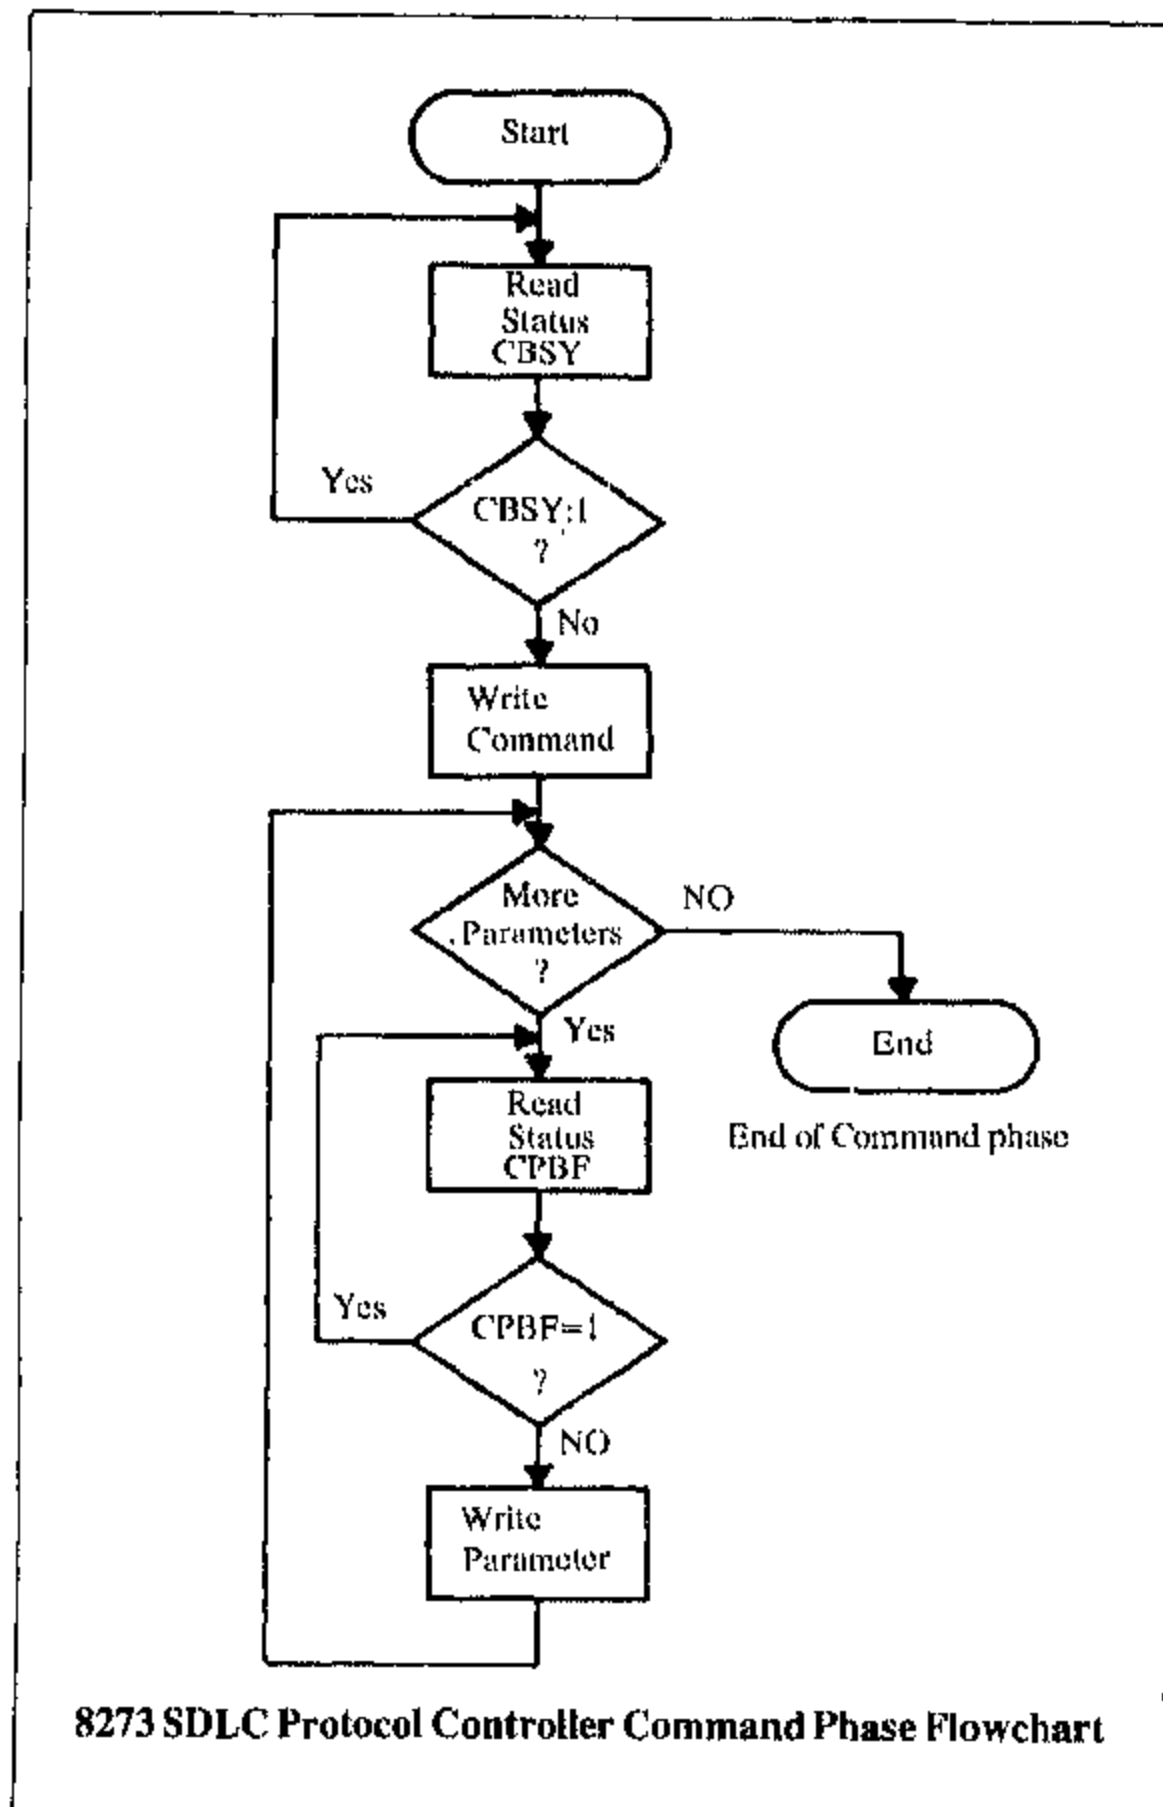 Start
Read
Status
CBSY
Yes
CBSY:1
?
No
Write
Command
More
Parameters
?
NO
Yes
End
End of Command phase
Read
Status
CPBF
Yes
CPBF=1
?
NO
Write
Parameter
8273 SDLC Protocol Controller Command Phase Flowchart